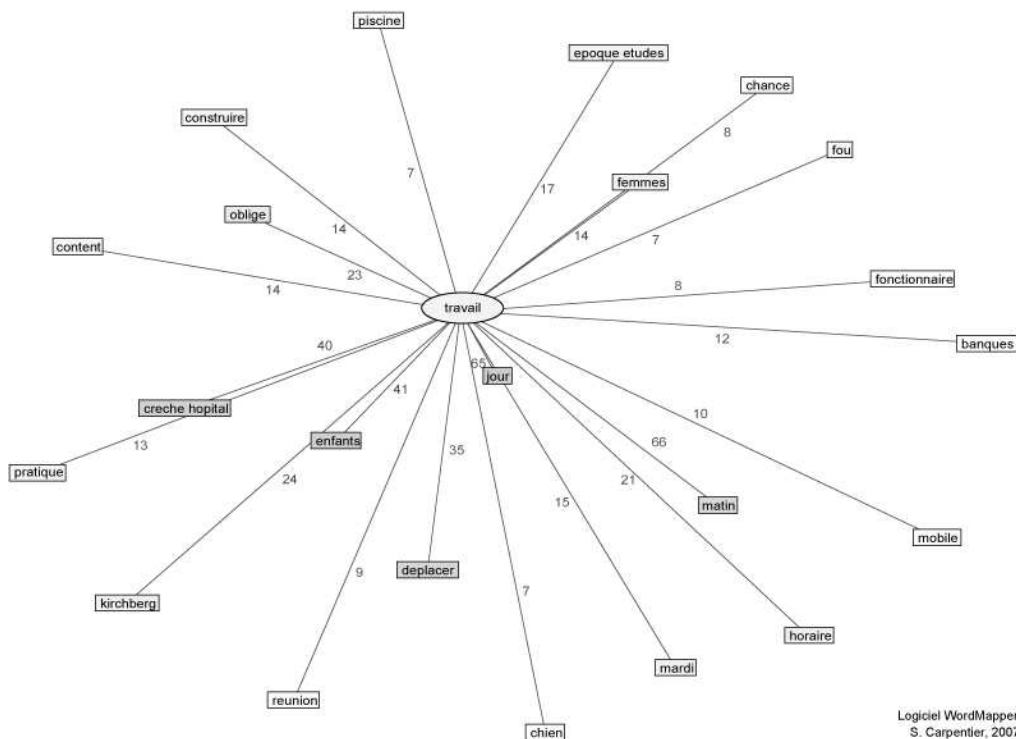 piscine
epoque etudes
chance
8
construire
fou
7
femmes
17
oblige
14
14
7
content
23
14
fonctionnaire
8
travail
12
banques
40
65
jour
41
creche hopital
10
13
enfants
35
66
pratique
24
21
15
matin
mobile
9
deplacer
7
kirchberg
horaire
mardi
reunion
chien
Logiciel WordMapper
S. Carpentier, 2007